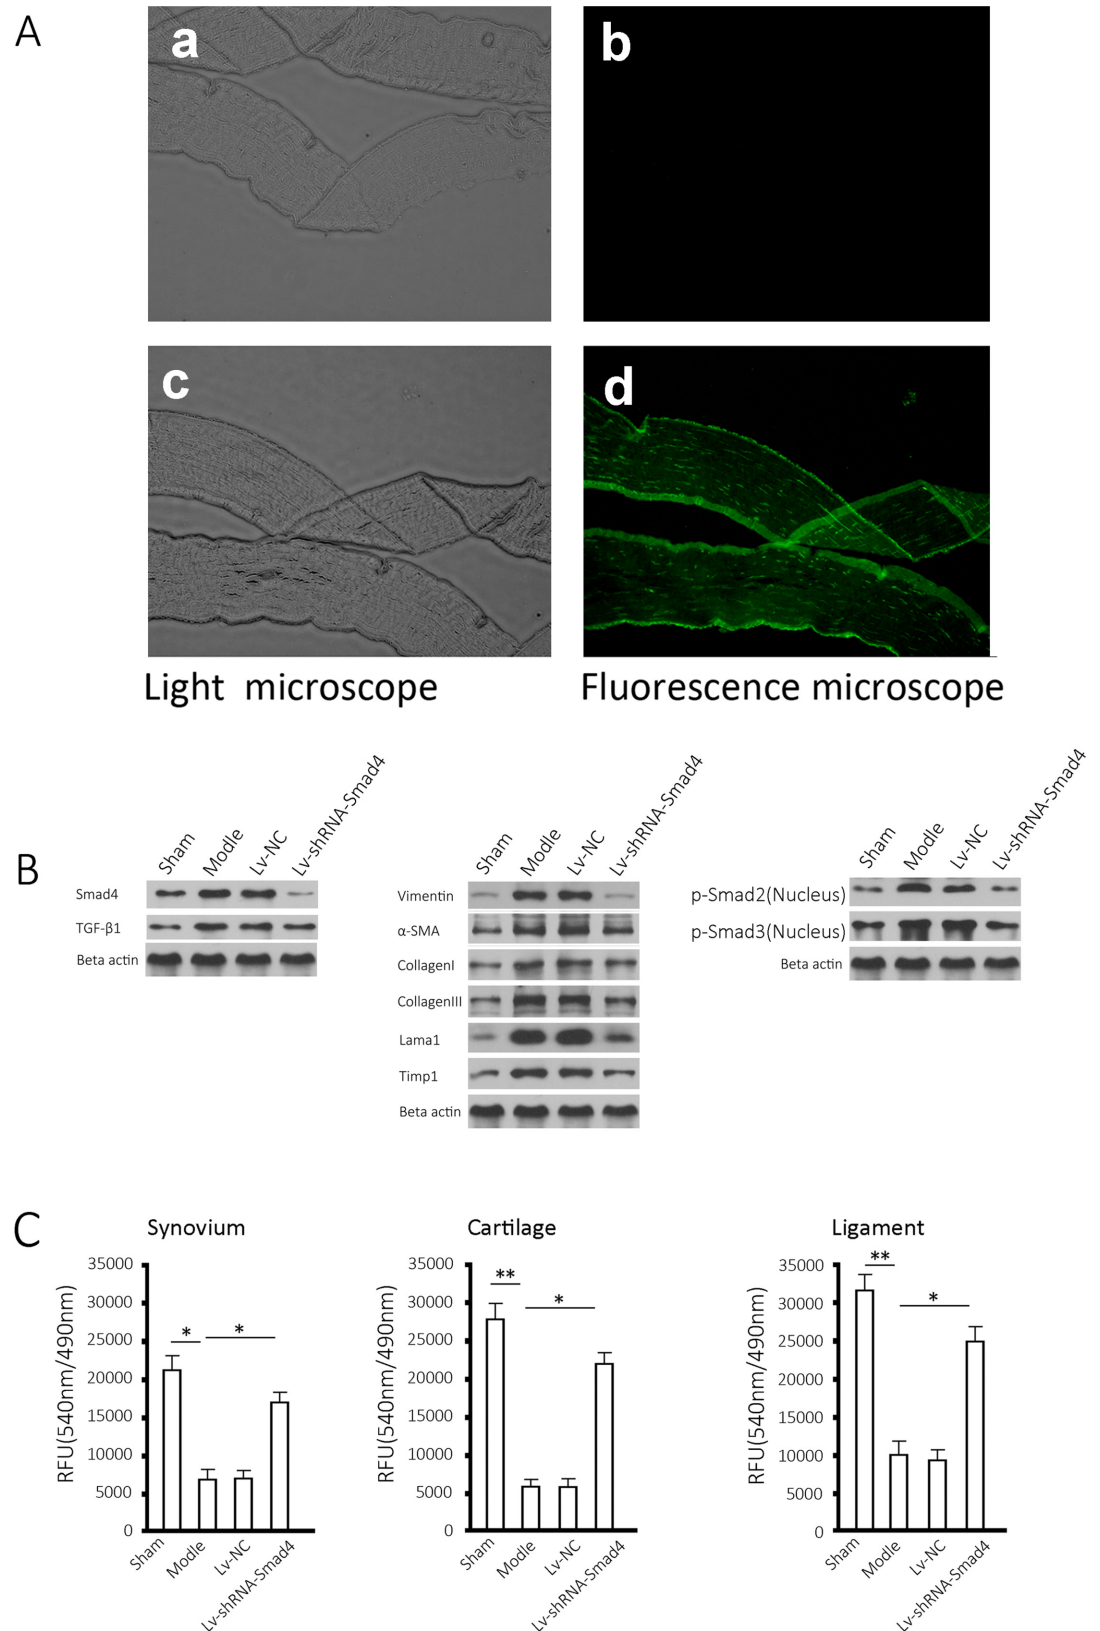 A
a
b
c
d
Light microscope
Fluorescence microscope
B
Sham
Modle
Lv-NC
Lv-shRNA-Smad4
Smad4
TGF-β1
Beta actin
Sham
Modle
Lv-NC
Lv-shRNA-Smad4
Vimentin
α-SMA
CollagenI
CollagenIII
Lama1
Timp1
Beta actin
Sham
Modle
Lv-NC
Lv-shRNA-Smad4
p-Smad2(Nucleus)
p-Smad3(Nucleus)
Beta actin
C
Synovium
RFU(540nm/490nm)
35000
30000
25000
20000
15000
10000
5000
0
*
*
Sham
Modle
Lv-NC
Lv-shRNA-Smad4
Cartilage
RFU(540nm/490nm)
35000
30000
25000
20000
15000
10000
5000
0
**
*
Sham
Modle
Lv-NC
Lv-shRNA-Smad4
Ligament
RFU(540nm/490nm)
35000
30000
25000
20000
15000
10000
5000
0
**
*
Sham
Modle
Lv-NC
Lv-shRNA-Smad4